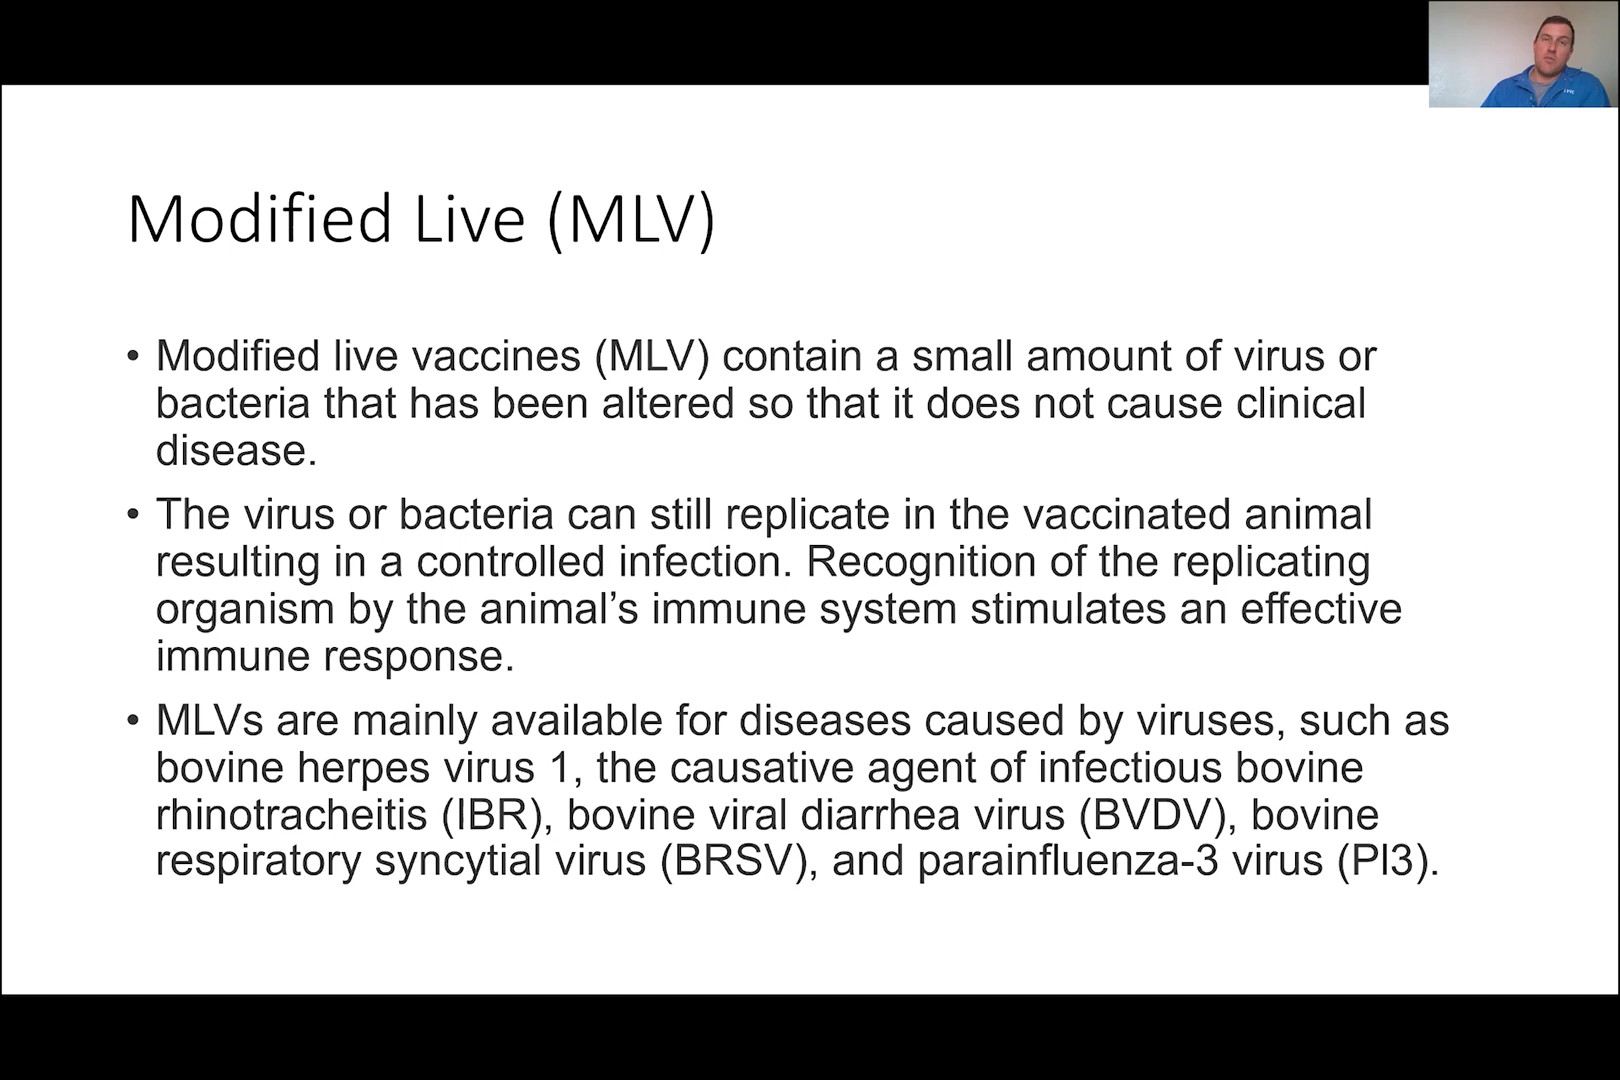 Modified Live (MLV)
• Modified live vaccines (MLV) contain a small amount of virus or
bacteria that has been altered so that it does not cause clinical
disease.
• The virus or bacteria can still replicate in the vaccinated animal
resulting in a controlled infection. Recognition of the replicating
organism by the animal’s immune system stimulates an effective
immune response.
• MLVs are mainly available for diseases caused by viruses, such as
bovine herpes virus 1, the causative agent of infectious bovine
rhinotracheitis (IBR), bovine viral diarrhea virus (BVDV), bovine
respiratory syncytial virus (BRSV), and parainfluenza-3 virus (PI3).